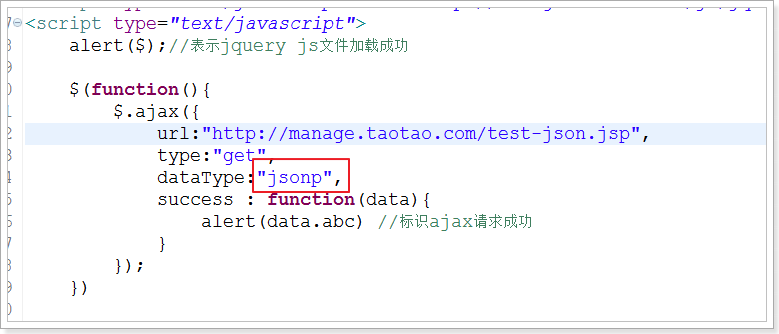 <script type="text/javascript">
alert($);//表示jquery js文件加载成功
$(function(){
$.ajax({
url:"http://manage.taotao.com/test-json.jsp",
type:"get",
dataType:"jsonp",
success : function(data){
alert(data.abc) //标识ajax请求成功
}
});
})